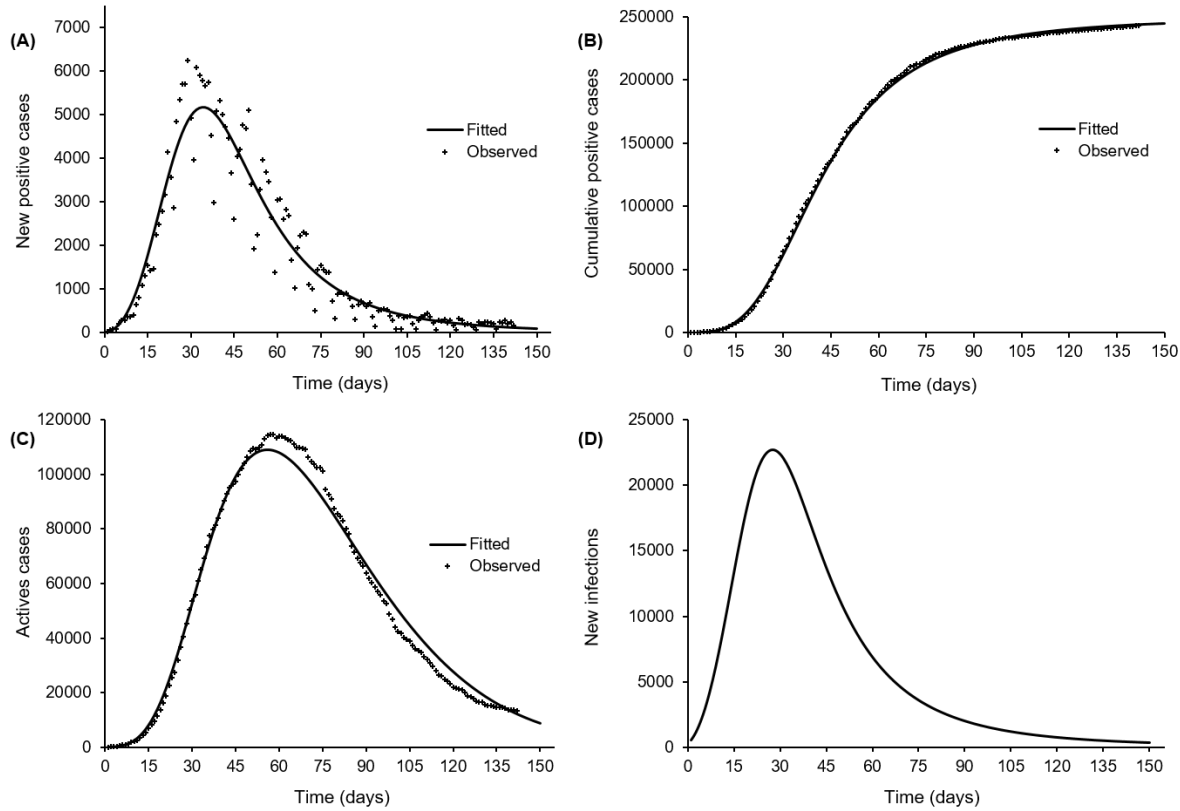 (A)
New positive cases
7000
6000
5000
4000
3000
2000
1000
0
Fitted
Observed
0 15 30 45 60 75 90 105 120 135 150
Time (days)
(B)
Cumulative positive cases
250000
200000
150000
100000
50000
0
Fitted
Observed
0 15 30 45 60 75 90 105 120 135 150
Time (days)
(C)
Actives cases
120000
100000
80000
60000
40000
20000
0
Fitted
Observed
0 15 30 45 60 75 90 105 120 135 150
Time (days)
(D)
New infections
25000
20000
15000
10000
5000
0
0 15 30 45 60 75 90 105 120 135 150
Time (days)